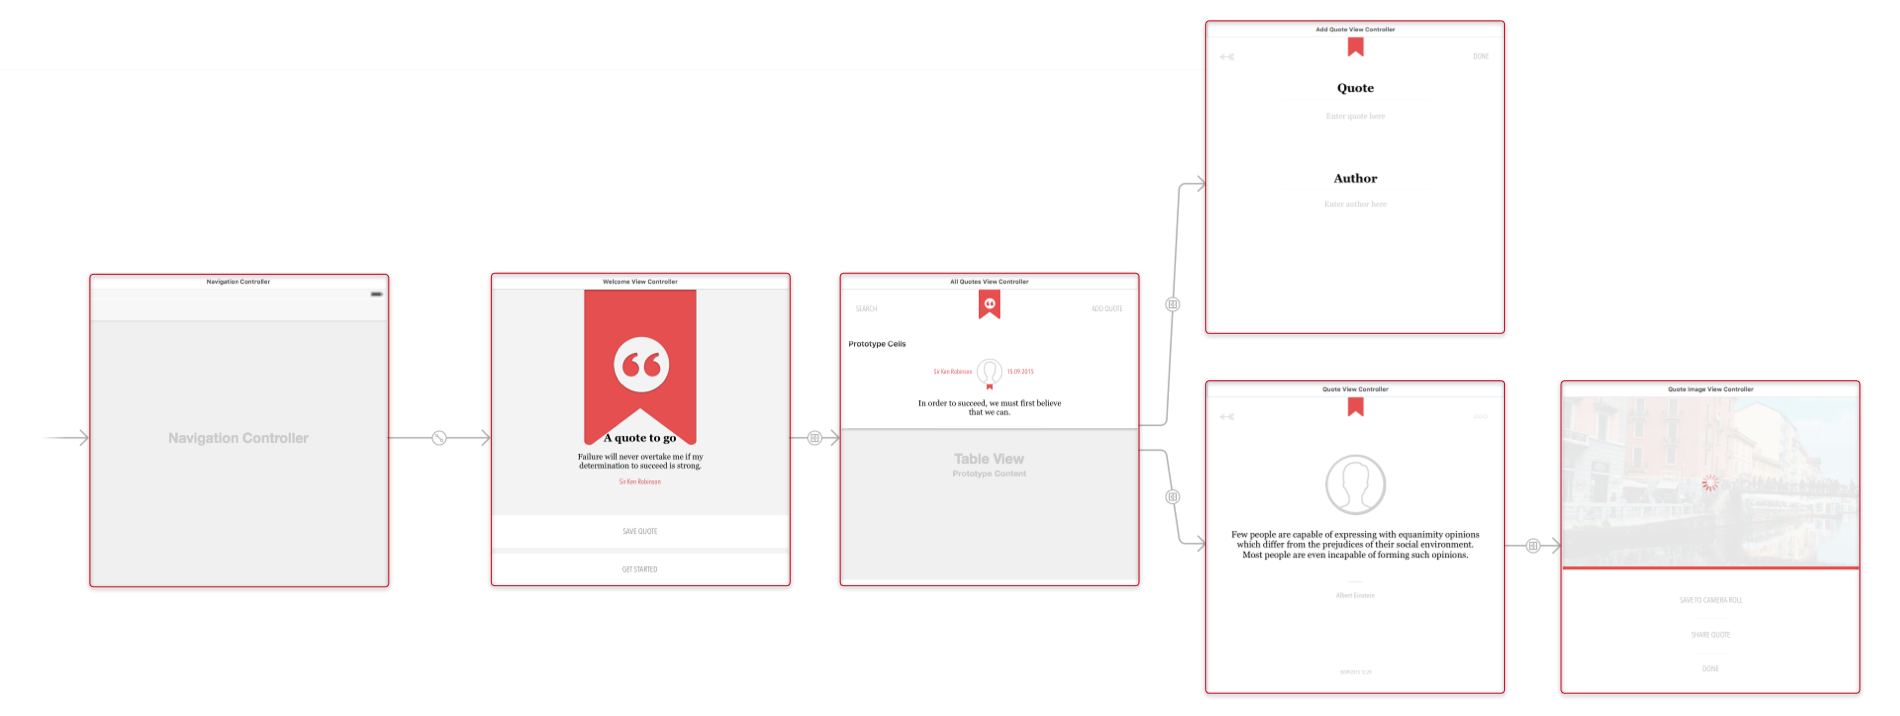 Navigation Controller
Navigation Controller
Welcome View Controller
A quote to go
Failure will never overtake me if my
determination to succeed is strong.
Sir Ken Robinson
SAVE QUOTE
GET STARTED
All Quotes View Controller
SEARCH
ADD QUOTE
Prototype Cells
Sir Ken Robinson
15.09.2015
In order to succeed, we must first believe
that we can.
Table View
Prototype Content
Add Quote View Controller
DONE
Quote
Enter quote here
Author
Enter author here
Quote View Controller
Few people are capable of expressing with equanimity opinions
which differ from the prejudices of their social environment.
Most people are even incapable of forming such opinions.
Albert Einstein
Quote Image View Controller
SAVE TO CAMERA ROLL
SHARE QUOTE
DONE